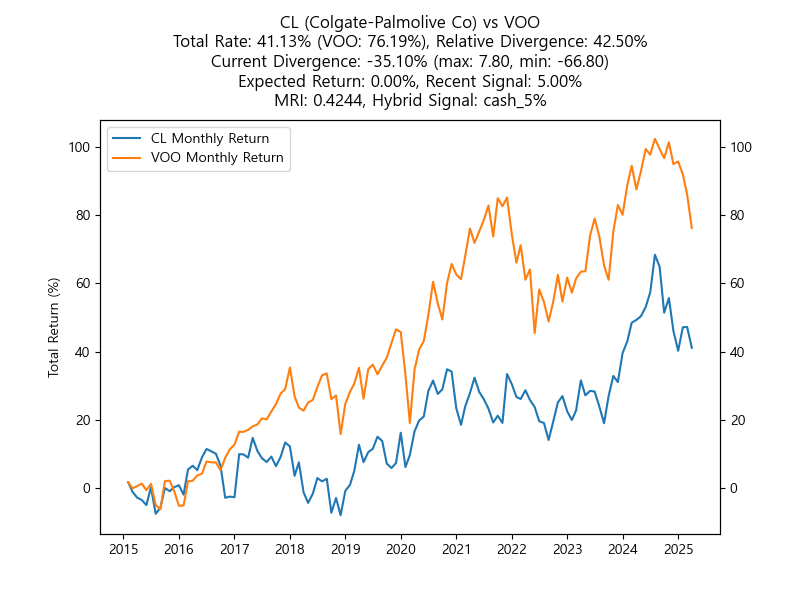 CL (Colgate-Palmolive Co) vs VOO
Total Rate: 41.13% (VOO: 76.19%), Relative Divergence: 42.50%
Current Divergence: -35.10% (max: 7.80, min: -66.80)
Expected Return: 0.00%, Recent Signal: 5.00%
MRI: 0.4244, Hybrid Signal: cash_5%
CL Monthly Return
VOO Monthly Return
Total Return (%)
100 100
80 80
60 60
40 40
20 20
0 0
2015 2016 2017 2018 2019 2020 2021 2022 2023 2024 2025